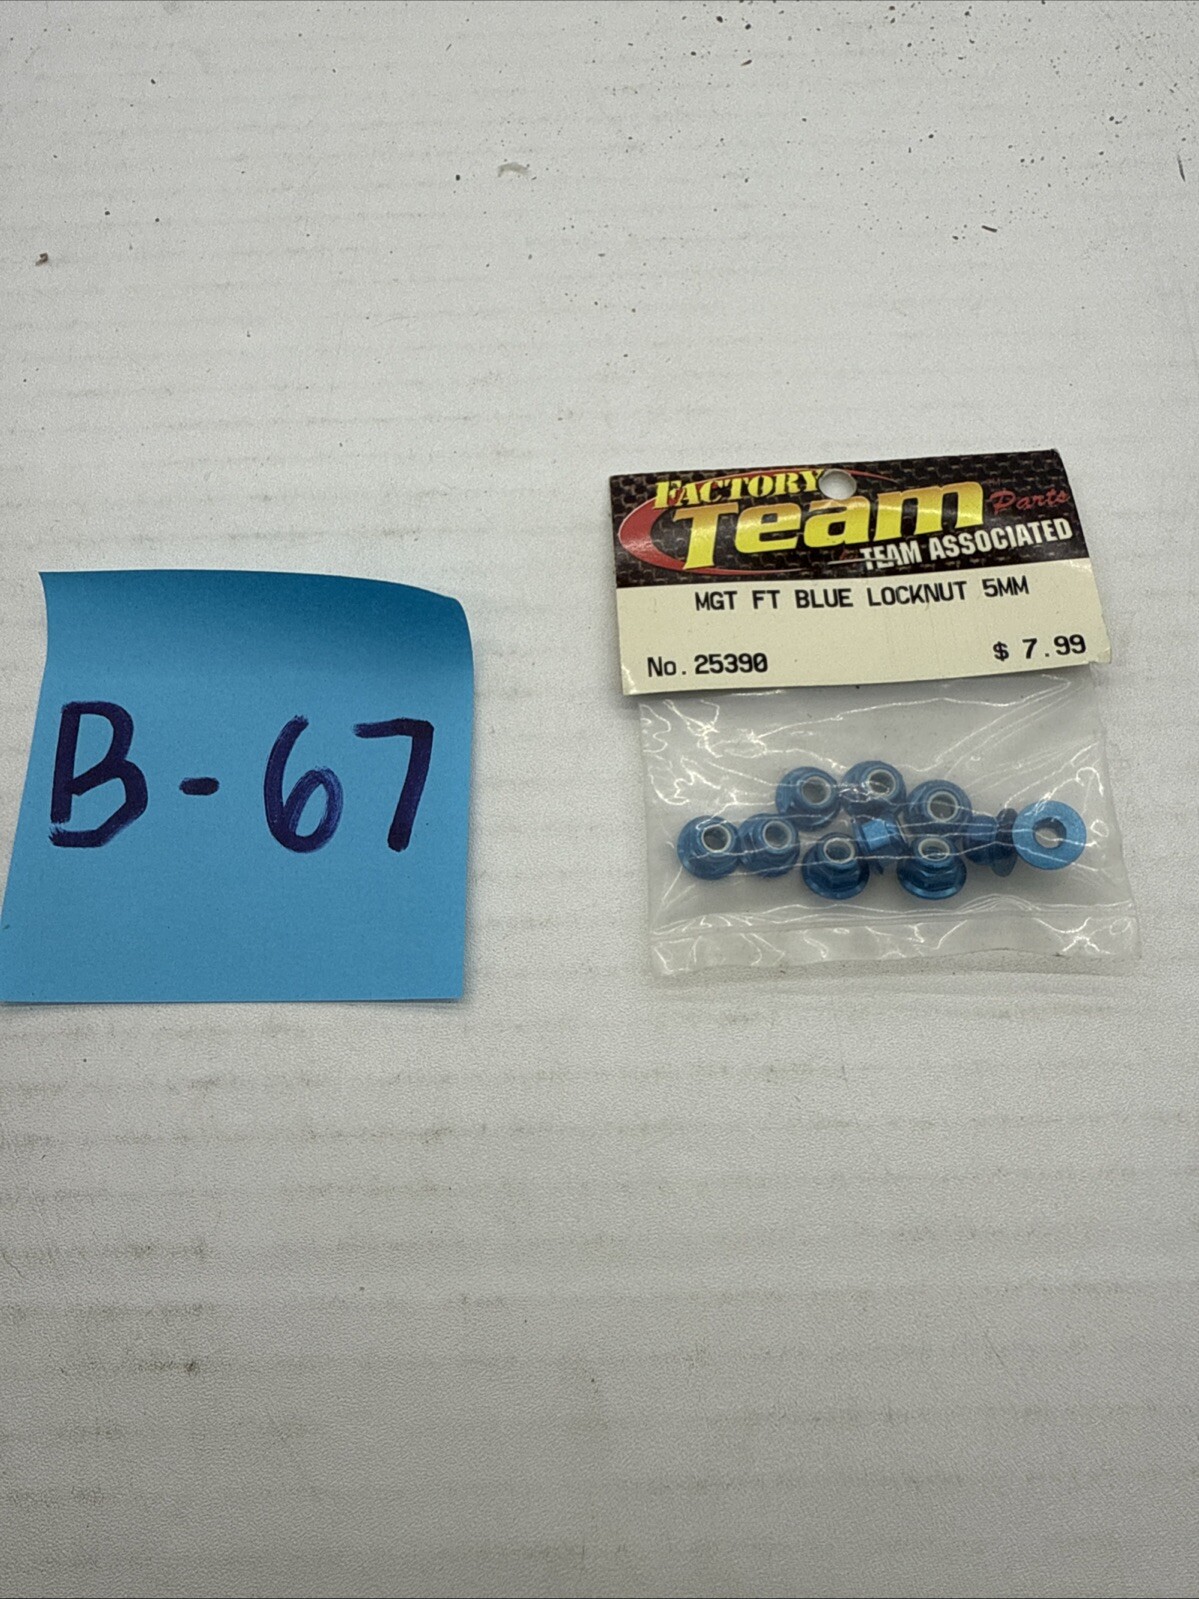 B-67
FACTORY
Team Parts
TEAM ASSOCIATED
MGT FT BLUE LOCKNUT 5MM
No. 25390 $ 7.99